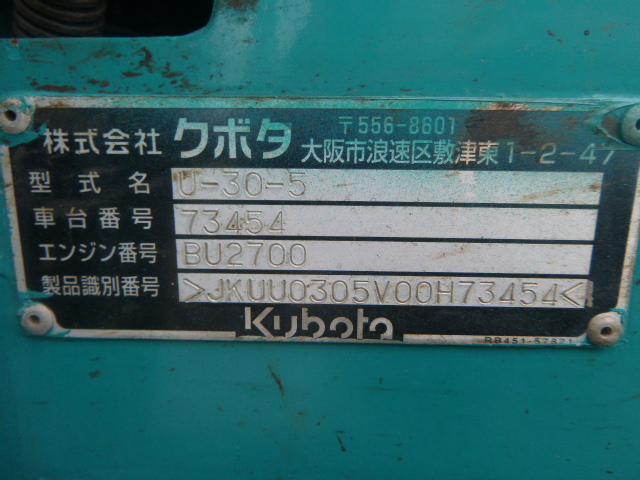 株式会社 クボタ 〒556-8601
大阪市浪速区敷津東1-2-47
型式名 U-30-5
車台番号 73454
エンジン番号 BU2700
製品識別番号 >JKUU0305V00H73454<
Kubota
RB451-57821